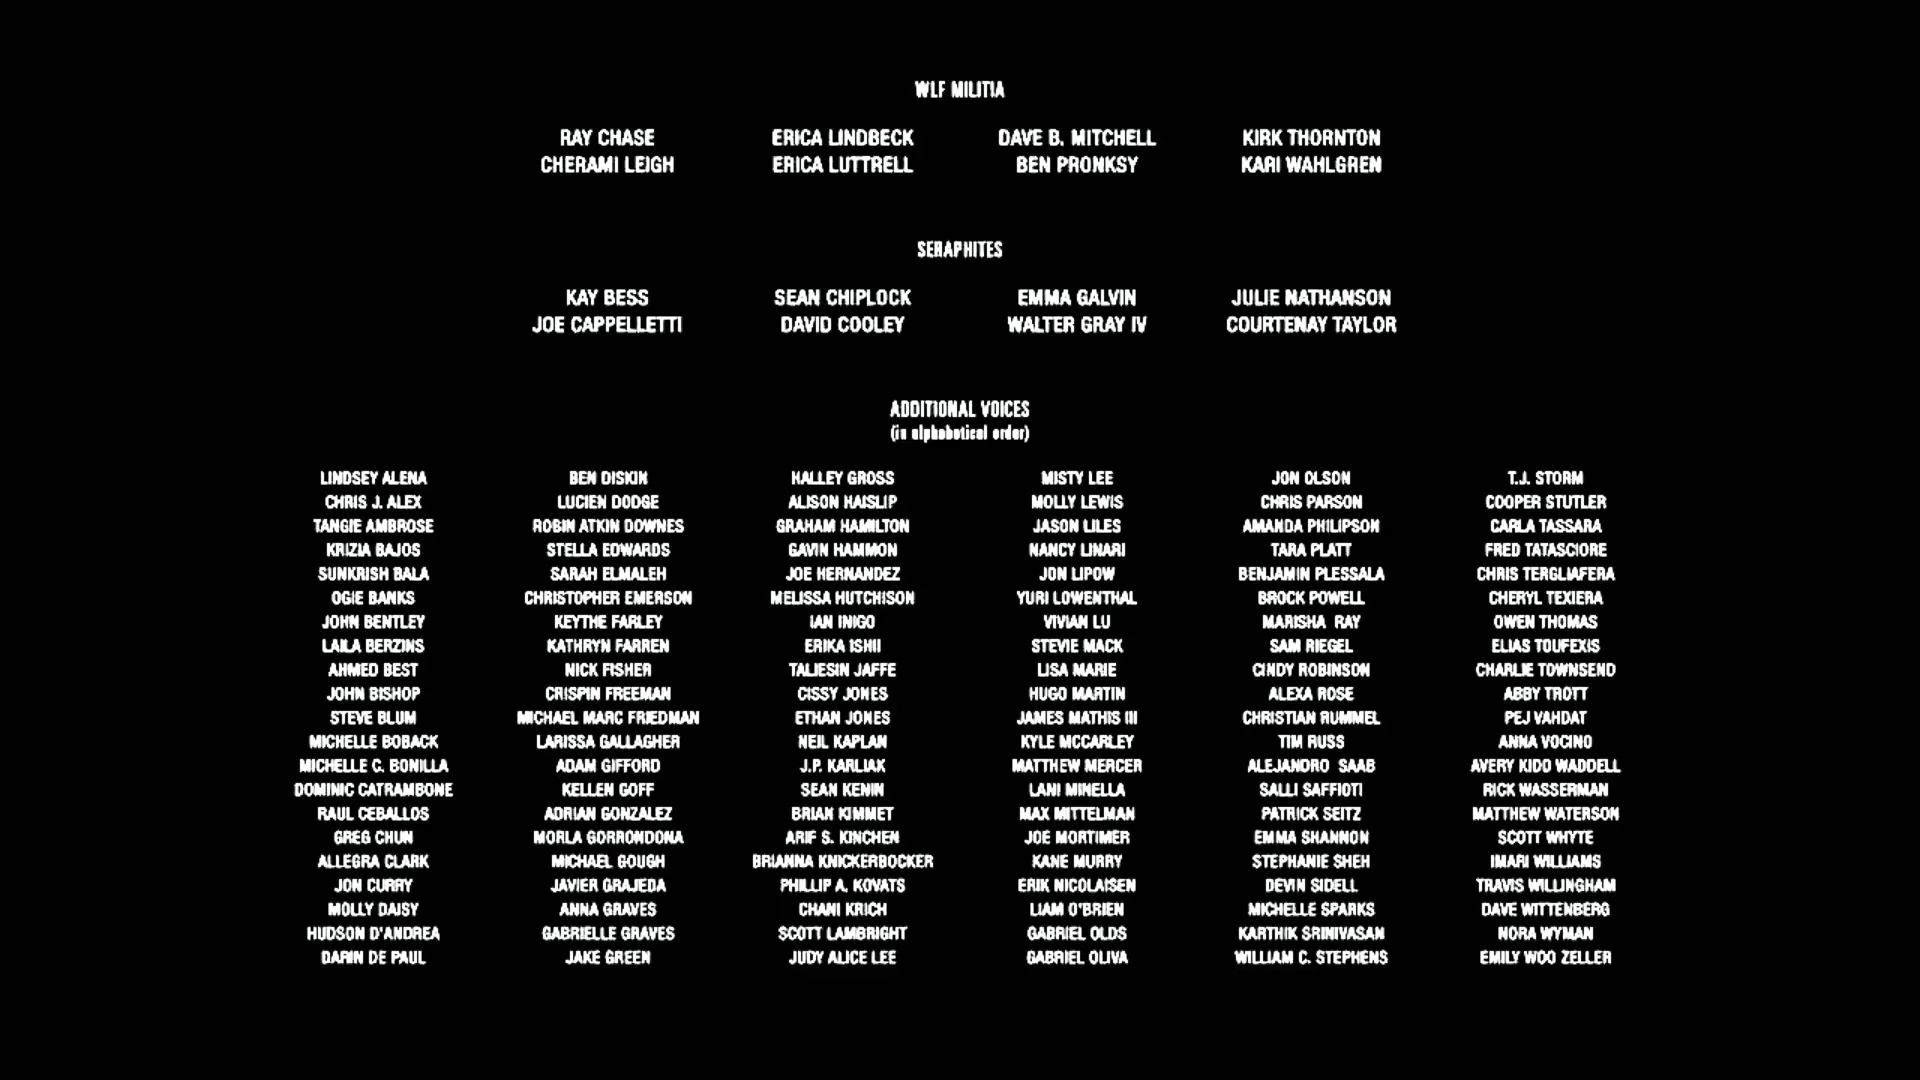 WLF MILITIA
RAY CHASE ERICA LINDBECK DAVE B. MITCHELL KIRK THORNTON
CHERAMI LEIGH ERICA LUTTRELL BEN PRONKSY KARI WAHLGREN
SERAPHITES
KAY BESS SEAN CHIPLOCK EMMA GALVIN JULIE NATHANSON
JOE CAPPELLETTI DAVID COOLEY WALTER GRAY IV COURTENAY TAYLOR
ADDITIONAL VOICES
(in alphabetical order)
LINDSEY ALENA BEN DISKIN HALLEY GROSS MISTY LEE JON OLSON T.J. STORM
CHRIS J. ALEX LUCIEN DODGE ALISON HAISLIP MOLLY LEWIS CHRIS PARSON COOPER STUTLER
TANGIE AMBROSE ROBIN ATKIN DOWNES GRAHAM HAMILTON JASON LILES AMANDA PHILIPSON CARLA TASSARA
KRIZIA BAJOS STELLA EDWARDS GAVIN HAMMON NANCY LINARI TARA PLATT FRED TATASCIORE
SUNKRISH BALA SARAH ELMALEH JOE HERNANDEZ JON LIPOW BENJAMIN PLESSALA CHRIS TERGLIAFERA
OGIE BANKS CHRISTOPHER EMERSON MELISSA HUTCHISON YURI LOWENTHAL BROCK POWELL CHERYL TEXIERA
JOHN BENTLEY KEYTHE FARLEY IAN INIGO VIVIAN LU MARISHA RAY OWEN THOMAS
LAILA BERZINS KATHRYN FARREN ERIKA ISHII STEVIE MACK SAM RIEGEL ELIAS TOUFEXIS
AHMED BEST NICK FISHER TALIESIN JAFFE LISA MARIE CINDY ROBINSON CHARLIE TOWNSEND
JOHN BISHOP CRISPIN FREEMAN CISSY JONES HUGO MARTIN ALEXA ROSE ABBY TROTT
STEVE BLUM MICHAEL MARC FRIEDMAN ETHAN JONES JAMES MATHIS III CHRISTIAN RUMMEL PEJ VAHDAT
MICHELLE BOBACK LARISSA GALLAGHER NEIL KAPLAN KYLE MCCARLEY TIM RUSS ANNA VOCINO
MICHELLE C. BONILLA ADAM GIFFORD J.P. KARLIAK MATTHEW MERCER ALEJANDRO SAAB AVERY KIDD WADDELL
DOMINIC CATRAMBONE KELLEN GOFF SEAN KENIN LANI MINELLA SALLI SAFFIOTI RICK WASSERMAN
RAUL CEBALLOS ADRIAN GONZALEZ BRIAN KIMMET MAX MITTELMAN PATRICK SEITZ MATTHEW WATERSON
GREG CHUN MORLA GORRONDONA ARIF S. KINCHEN JOE MORTIMER EMMA SHANNON SCOTT WHYTE
ALLEGRA CLARK MICHAEL GOUGH BRIANNA KNICKERBOCKER KANE MURRY STEPHANIE SHEH IMARI WILLIAMS
JON CURRY JAVIER GRAJEDA PHILLIP A. KOVATS ERIK NICOLAISEN DEVIN SIDELL TRAVIS WILLINGHAM
MOLLY DAISY ANNA GRAVES CHANI KRICH LIAM O'BRIEN MICHELLE SPARKS DAVE WITTENBERG
HUDSON D'ANDREA GABRIELLE GRAVES SCOTT LAMBRIGHT GABRIEL OLDS KARTHIK SRINIVASAN NORA WYMAN
DARIN DE PAUL JAKE GREEN JUDY ALICE LEE GABRIEL OLIVA WILLIAM C. STEPHENS EMILY WOO ZELLER